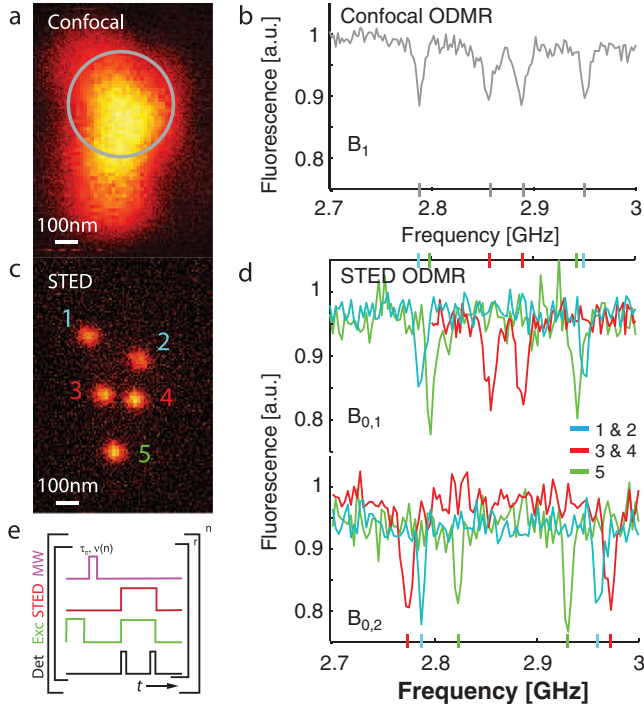 a
Confocal
100nm
b
Confocal ODMR
Fluorescence [a.u.]
1
0.9
0.8
B1
2.7
2.8
2.9
3
Frequency [GHz]
c
STED
1
2
3
4
5
100nm
d
STED ODMR
Fluorescence [a.u.]
1
0.9
0.8
B0,1
1 & 2
3 & 4
5
Fluorescence [a.u.]
1
0.9
0.8
B0,2
2.7
2.8
2.9
3
Frequency [GHz]
e
τπ, ν(n)
r
n
MW
STED
Exc
Det
t